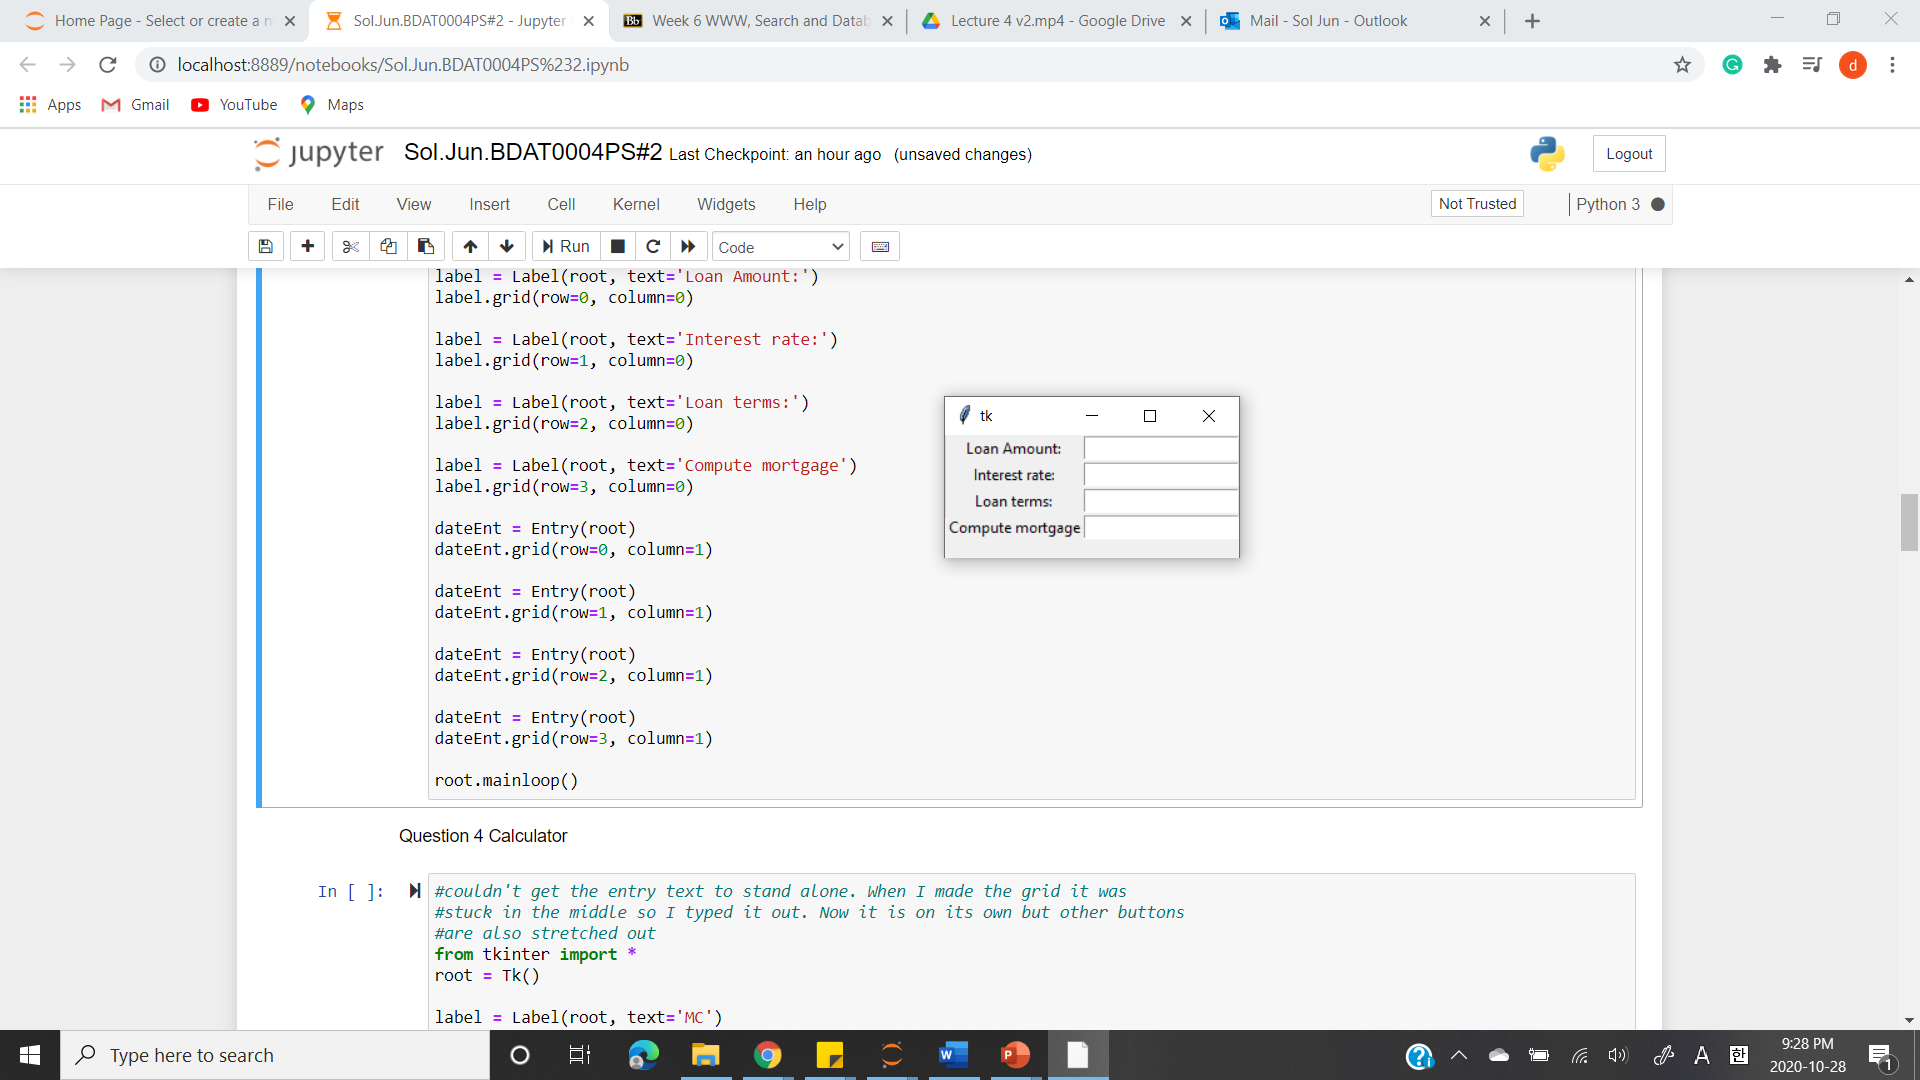 Home Page - Select or create a n
Sol.Jun.BDAT0004PS#2 - Jupyter
Bb Week 6 WWW, Search and Datab
Lecture 4 v2.mp4 - Google Drive
Mail - Sol Jun - Outlook
localhost:8889/notebooks/Sol.Jun.BDAT0004PS%232.ipynb
d
Apps
Gmail
YouTube
Maps
jupyter
Sol.Jun.BDAT0004PS#2 Last Checkpoint: an hour ago (unsaved changes)
Logout
File Edit View Insert Cell Kernel Widgets Help
Not Trusted
Python 3
Run
Code
label = Label(root, text='Loan Amount:')
label.grid(row=0, column=0)
label = Label(root, text='Interest rate:')
label.grid(row=1, column=0)
label = Label(root, text='Loan terms:')
label.grid(row=2, column=0)
label = Label(root, text='Compute mortgage')
label.grid(row=3, column=0)
dateEnt = Entry(root)
dateEnt.grid(row=0, column=1)
dateEnt = Entry(root)
dateEnt.grid(row=1, column=1)
dateEnt = Entry(root)
dateEnt.grid(row=2, column=1)
dateEnt = Entry(root)
dateEnt.grid(row=3, column=1)
root.mainloop()
tk
Loan Amount:
Interest rate:
Loan terms:
Compute mortgage
Question 4 Calculator
In [ ]:
#couldn't get the entry text to stand alone. When I made the grid it was
#stuck in the middle so I typed it out. Now it is on its own but other buttons
#are also stretched out
from tkinter import *
root = Tk()
label = Label(root, text='MC')
Type here to search
W
P
A
한
9:28 PM
2020-10-28
1